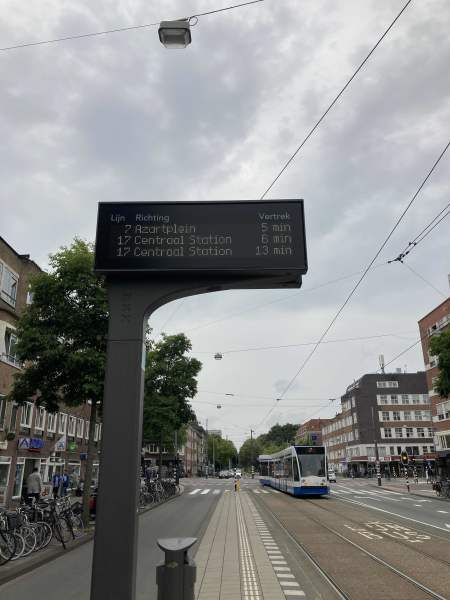 Lijn Richting Vertrek
7 Azartplein 5 min
17 Centraal Station 6 min
17 Centraal Station 13 min